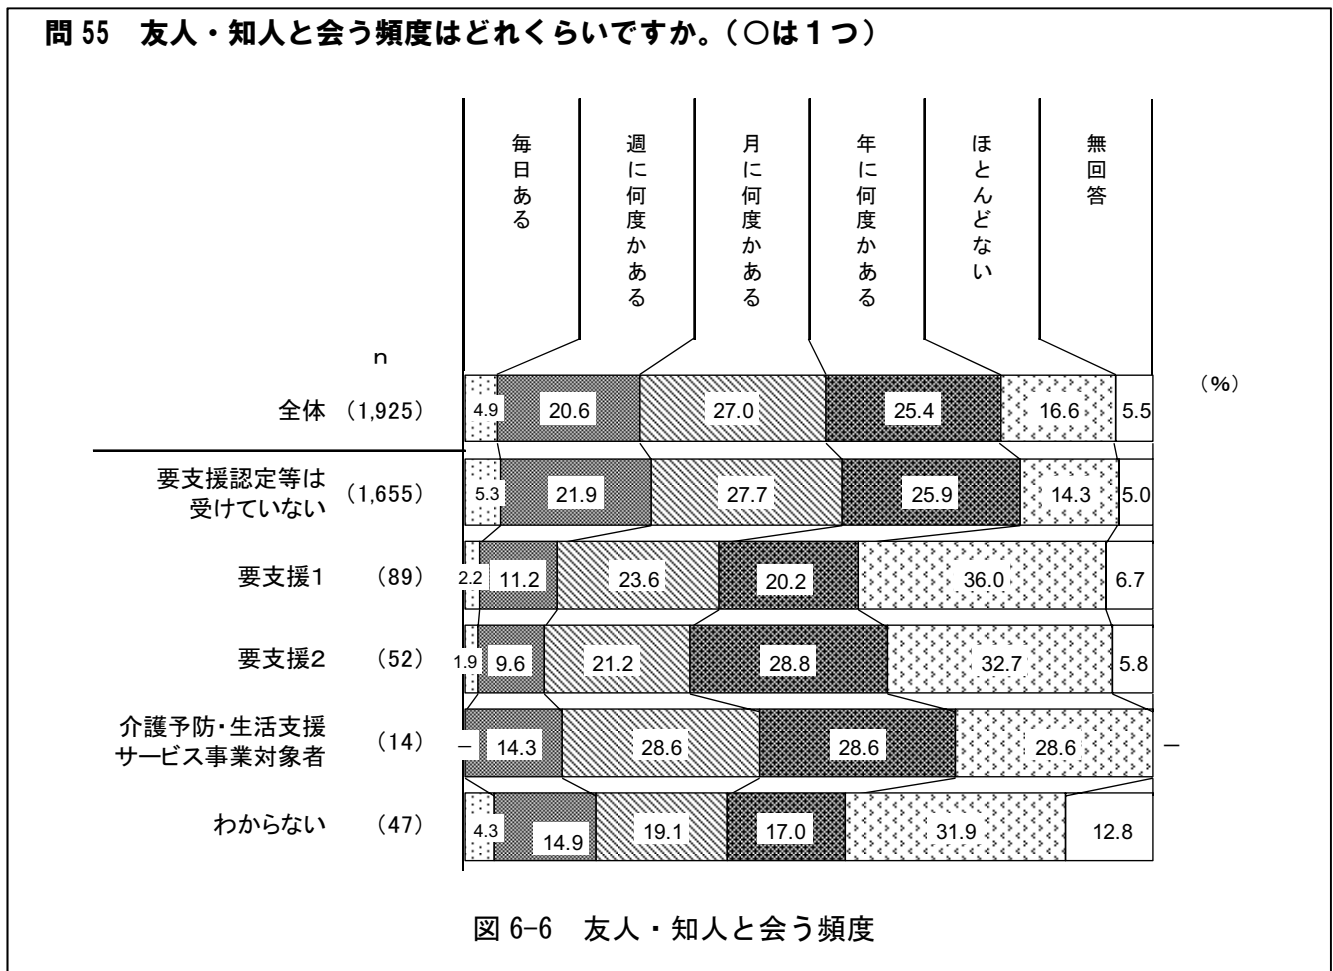 問 55　友人・知人と会う頻度はどれくらいですか。（○は１つ）
毎日ある
週に何度かある
月に何度かある
年に何度かある
ほとんどない
無回答
ｎ
（％）
全体 （1,925） 4.9 20.6 27.0 25.4 16.6 5.5
要支援認定等は
受けていない （1,655） 5.3 21.9 27.7 25.9 14.3 5.0
要支援１ （89） 2.2 11.2 23.6 20.2 36.0 6.7
要支援２ （52） 1.9 9.6 21.2 28.8 32.7 5.8
介護予防・生活支援
サービス事業対象者 （14） － 14.3 28.6 28.6 28.6 －
わからない （47） 4.3 14.9 19.1 17.0 31.9 12.8
図 6-6　友人・知人と会う頻度